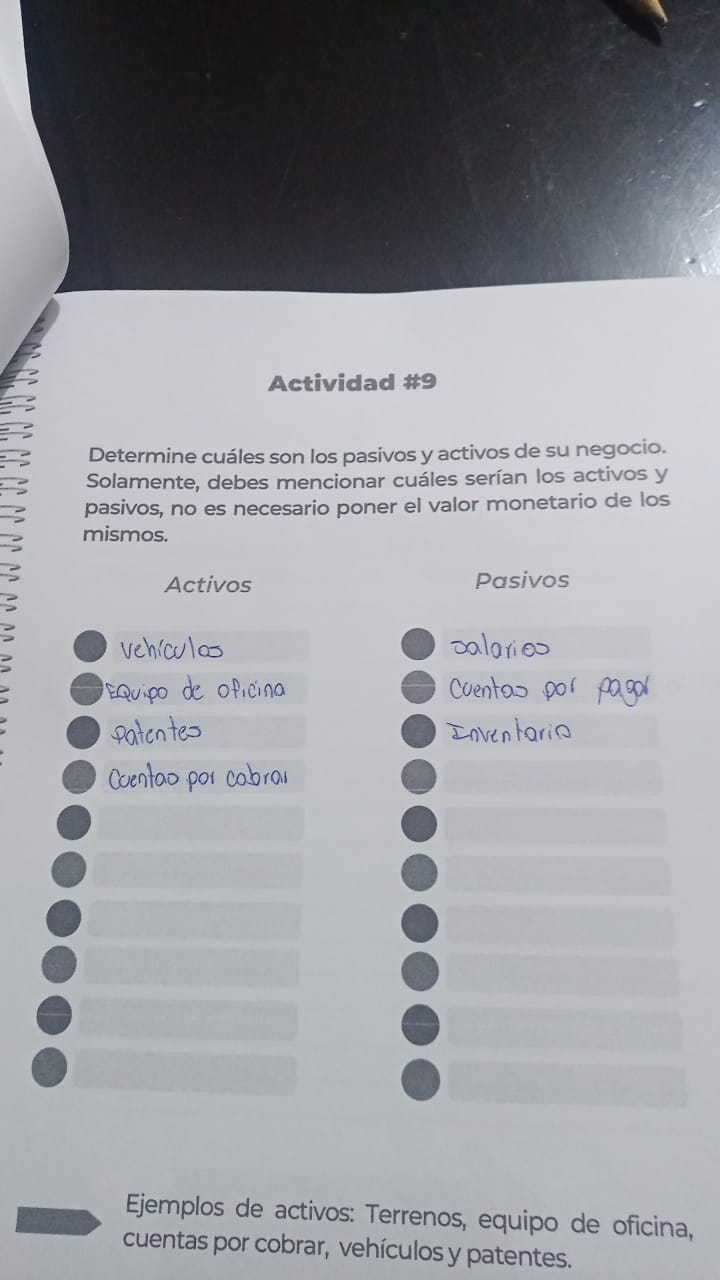 Actividad #9
Determine cuáles son los pasivos y activos de su negocio.
Solamente, debes mencionar cuáles serían los activos y
pasivos, no es necesario poner el valor monetario de los
mismos.
Activos
Pasivos
Vehículos
Salarios
Equipo de oficina
Cuentas por pagar
Patentes
Inventario
Cuentas por cobrar
Ejemplos de activos: Terrenos, equipo de oficina,
cuentas por cobrar, vehículos y patentes.